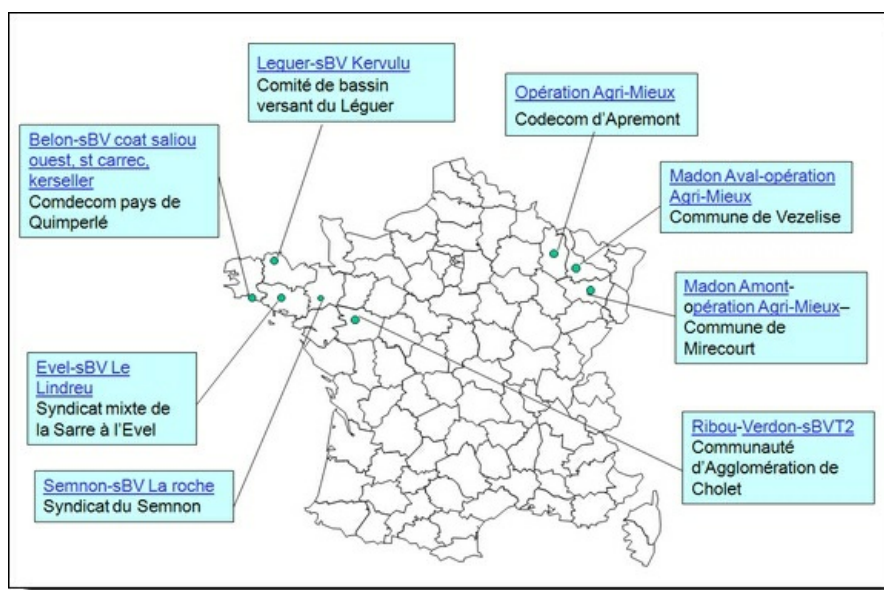 Leguer-sBV Kervulu
Comité de bassin
versant du Léguer
Opération Agri-Mieux
Codecom d'Apremont
Belon-sBV coat saliou
ouest, st carrec,
kerseller
Comdecom pays de
Quimperlé
Madon Aval-opération
Agri-Mieux
Commune de Vezelise
Madon Amont-
opération Agri-Mieux–
Commune de
Mirecourt
Evel-sBV Le
Lindreu
Syndicat mixte de
la Sarre à l'Evel
Ribou-Verdon-sBVT2
Communauté
d'Agglomération de
Cholet
Semnon-sBV La roche
Syndicat du Semnon